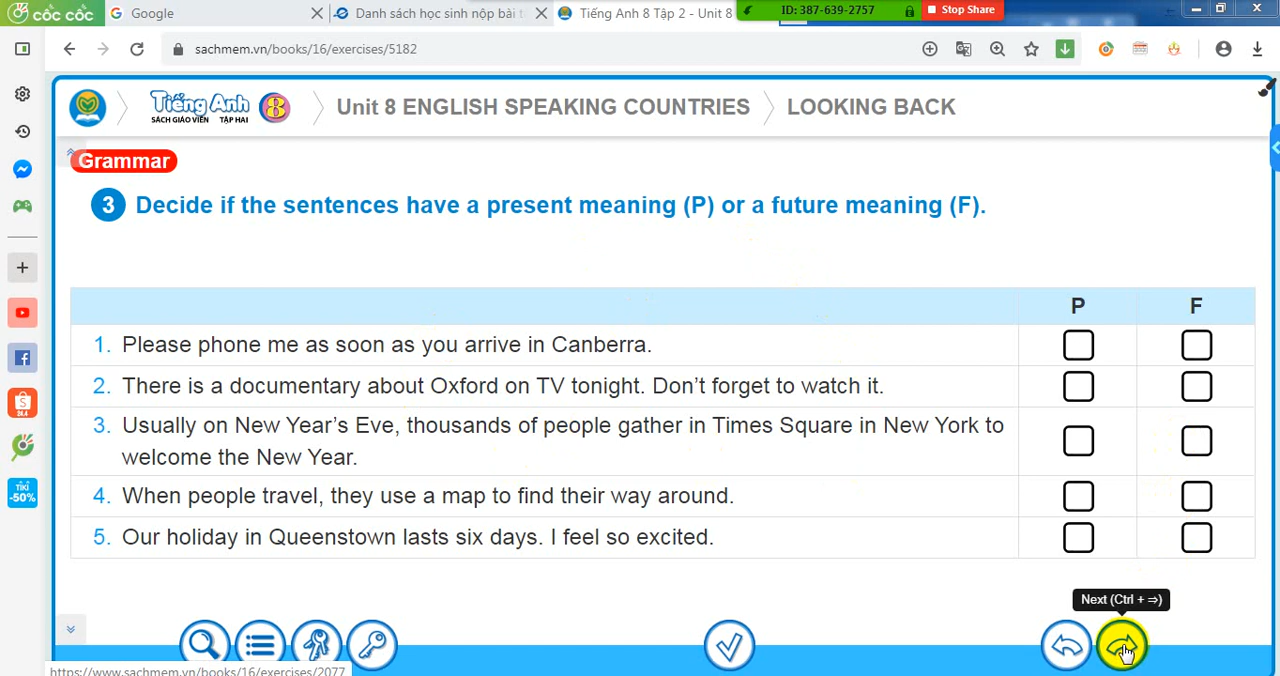 cốc cốc
Google
Danh sách học sinh nộp bài t
Tiếng Anh 8 Tập 2 - Unit 8
ID: 387-639-2757
Stop Share
sachmem.vn/books/16/exercises/5182
Tiếng Anh 8
SÁCH GIÁO VIÊN TẬP HAI
Unit 8 ENGLISH SPEAKING COUNTRIES
LOOKING BACK
Grammar
3 Decide if the sentences have a present meaning (P) or a future meaning (F).
P F
1. Please phone me as soon as you arrive in Canberra.
2. There is a documentary about Oxford on TV tonight. Don't forget to watch it.
3. Usually on New Year's Eve, thousands of people gather in Times Square in New York to
welcome the New Year.
4. When people travel, they use a map to find their way around.
5. Our holiday in Queenstown lasts six days. I feel so excited.
TIKI
-50%
Next (Ctrl + ⇒)
https://www.sachmem.vn/books/16/exercises/2077